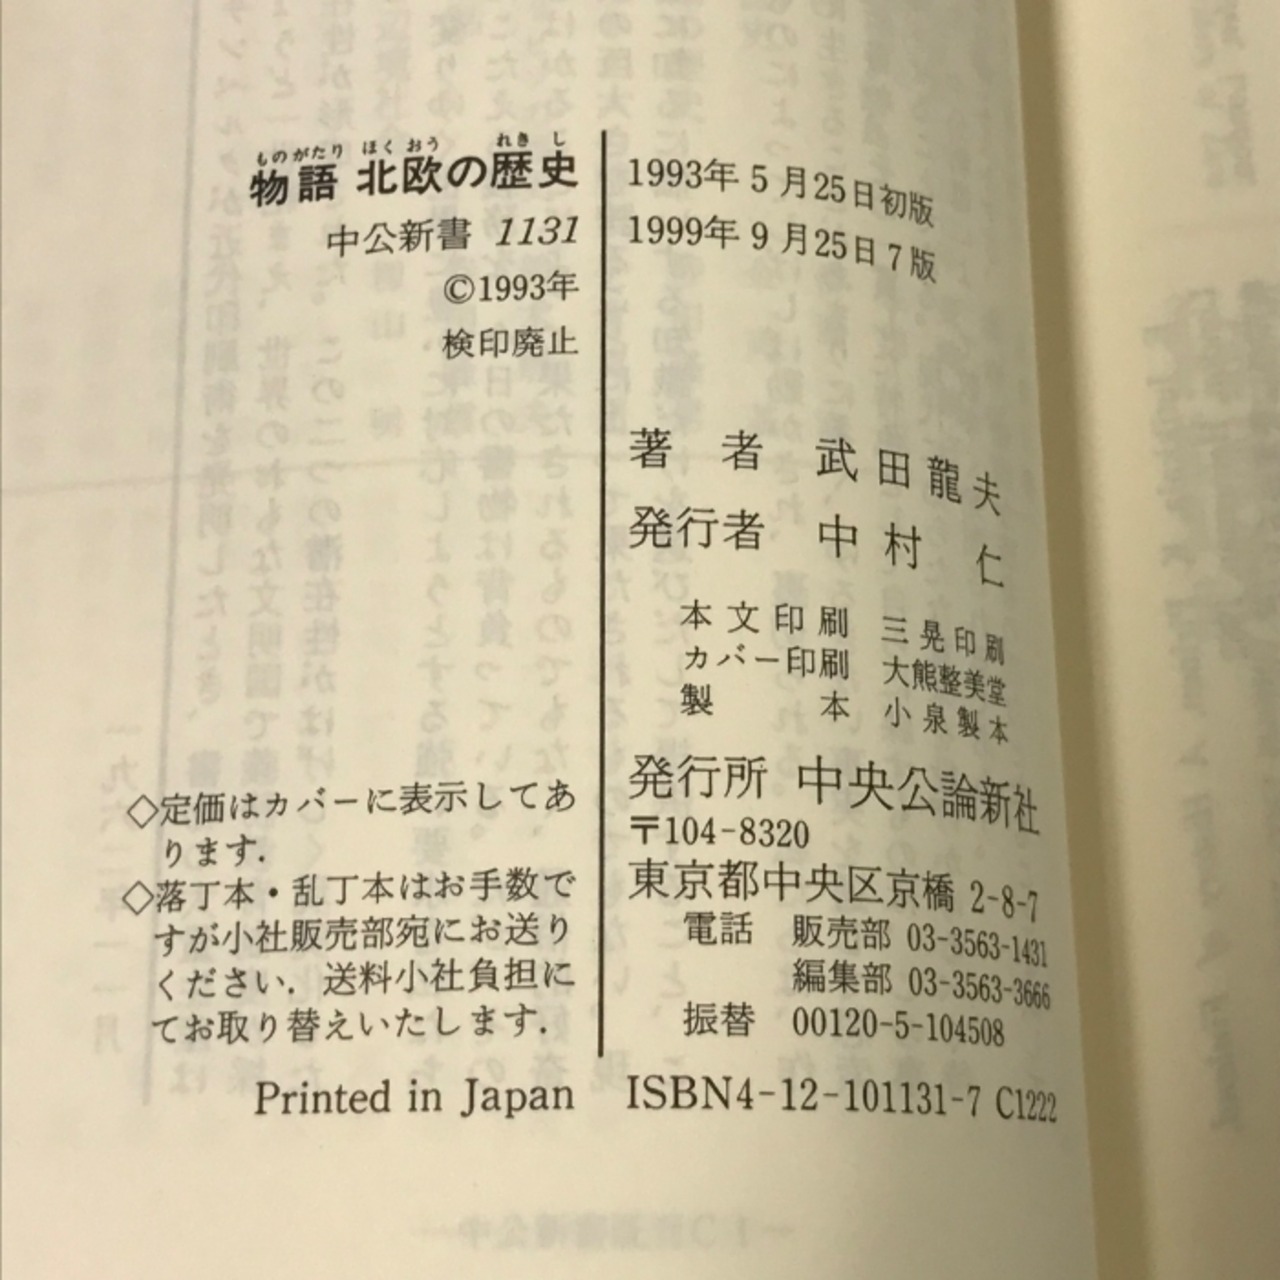 ものがたり ほくおう れきし
物語 北欧の歴史
中公新書 1131
©1993年
検印廃止
◇定価はカバーに表示してあ
ります.
◇落丁本・乱丁本はお手数で
すが小社販売部宛にお送り
ください. 送料小社負担に
てお取り替えいたします.
Printed in Japan
1993年5月25日初版
1999年9月25日7版
著者 武田龍夫
発行者 中村 仁
本文印刷 三晃印刷
カバー印刷 大熊整美堂
製本 小泉製本
発行所 中央公論新社
〒104-8320
東京都中央区京橋 2-8-7
電話 販売部 03-3563-1431
編集部 03-3563-3666
振替 00120-5-104508
ISBN4-12-101131-7 C1222